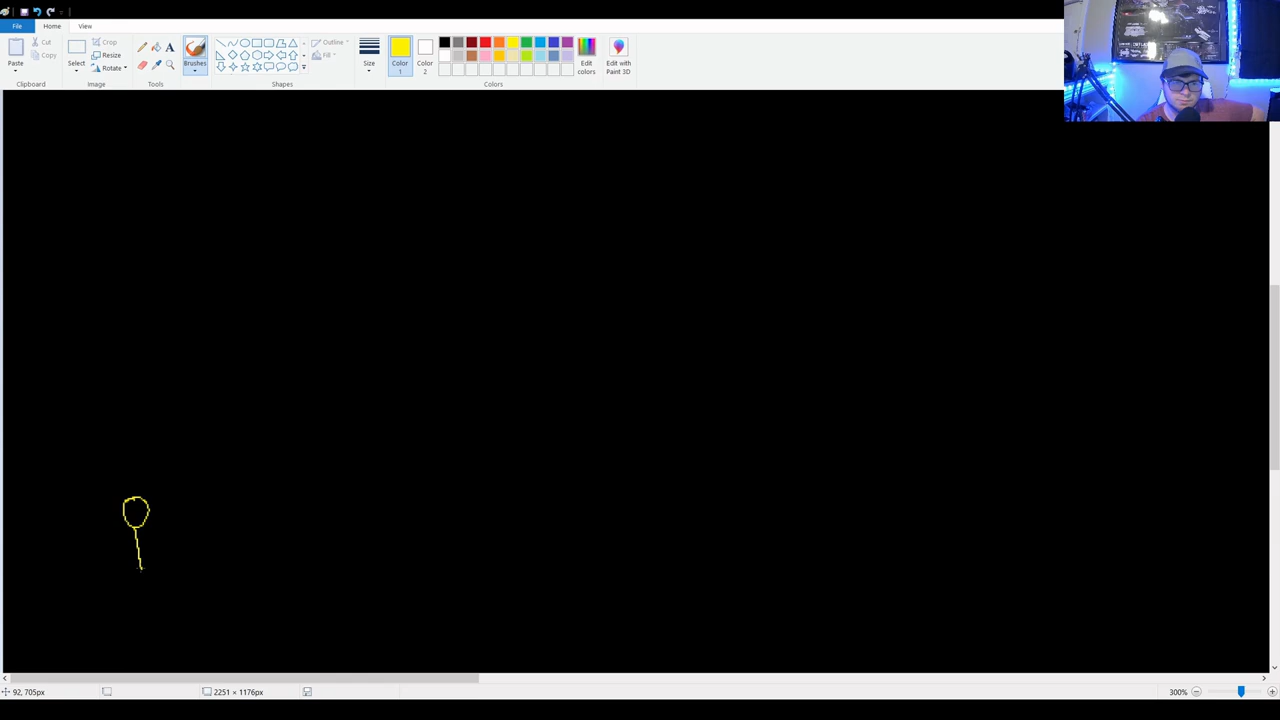 File Home View
Paste
Cut
Copy
Clipboard
Select
Crop
Resize
Rotate
Image
Tools
Brushes
Shapes
Outline
Fill
Size
Color
1
Color
2
Edit
colors
Edit with
Paint 3D
Colors
92, 705px
2251 × 1176px
300%